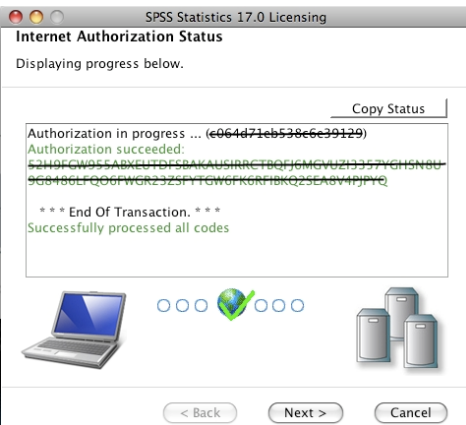 SPSS Statistics 17.0 Licensing
Internet Authorization Status
Displaying progress below.
Copy Status
Authorization in progress ... (c064d71eb538c6e39129)
Authorization succeeded:
* * * End Of Transaction. * * *
Successfully processed all codes
< Back
Next >
Cancel